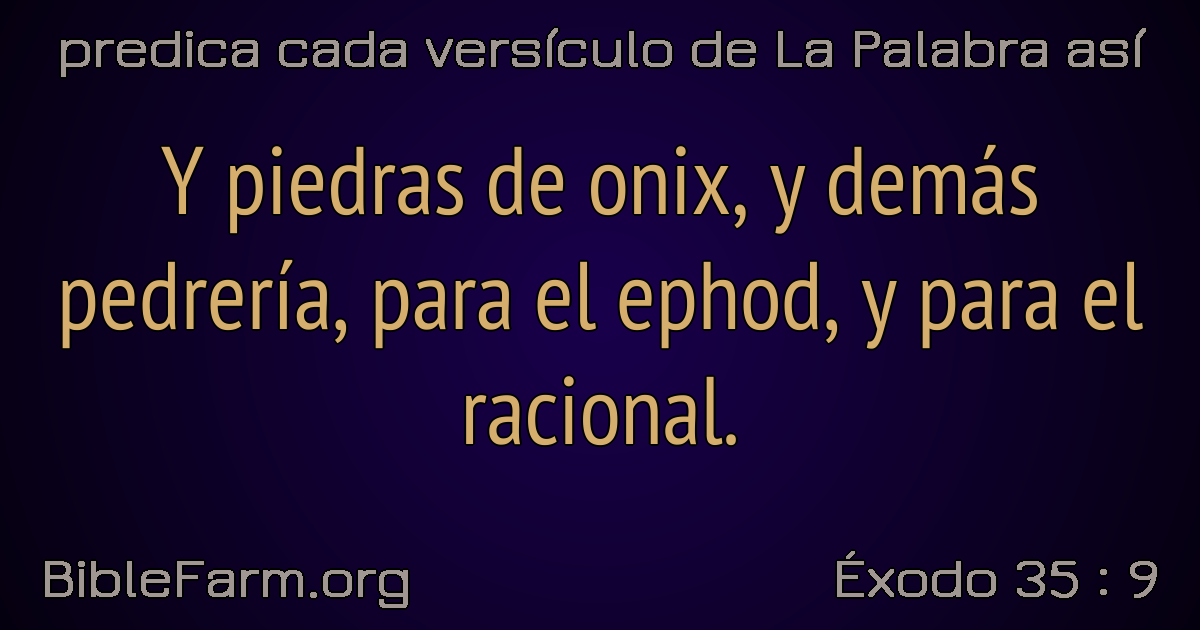 predica cada versículo de La Palabra así
Y piedras de onix, y demás
pedrería, para el ephod, y para el
racional.
BibleFarm.org
Éxodo 35 : 9